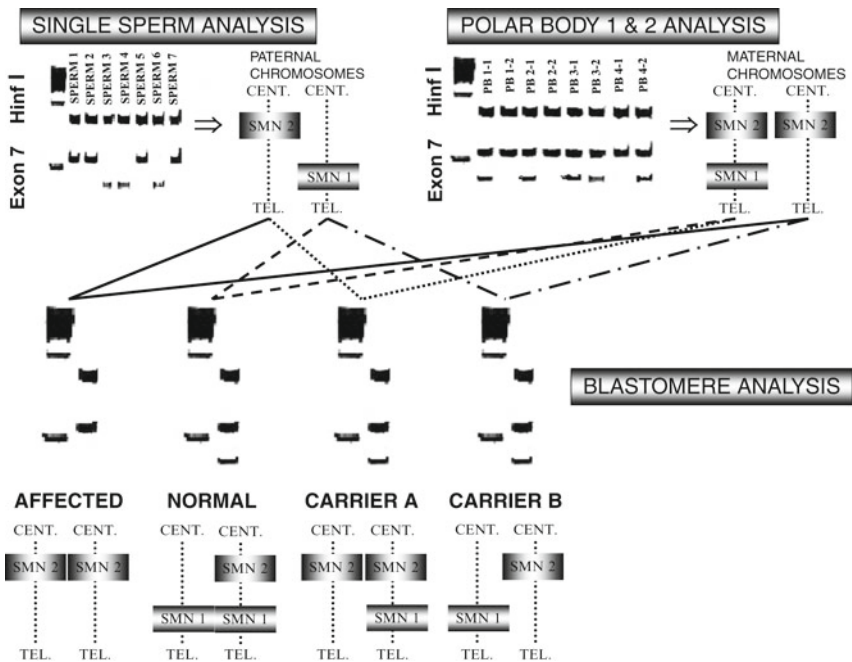 SINGLE SPERM ANALYSIS
Hinf I
Exon 7
SPERM 1
SPERM 2
SPERM 3
SPERM 4
SPERM 5
SPERM 6
SPERM 7
PATERNAL
CHROMOSOMES
CENT. CENT.
SMN 2
SMN 1
TEL. TEL.
POLAR BODY 1 & 2 ANALYSIS
Hinf I
Exon 7
PB 1-1
PB 1-2
PB 2-1
PB 2-2
PB 3-1
PB 3-2
PB 4-1
PB 4-2
MATERNAL
CHROMOSOMES
CENT. CENT.
SMN 2 SMN 2
SMN 1
TEL. TEL.
BLASTOMERE ANALYSIS
AFFECTED NORMAL CARRIER A CARRIER B
CENT. CENT. CENT. CENT. CENT. CENT. CENT. CENT.
SMN 2 SMN 2 SMN 2 SMN 2 SMN 2 SMN 2
SMN 1 SMN 1 SMN 1 SMN 1
TEL. TEL. TEL. TEL. TEL. TEL. TEL. TEL.